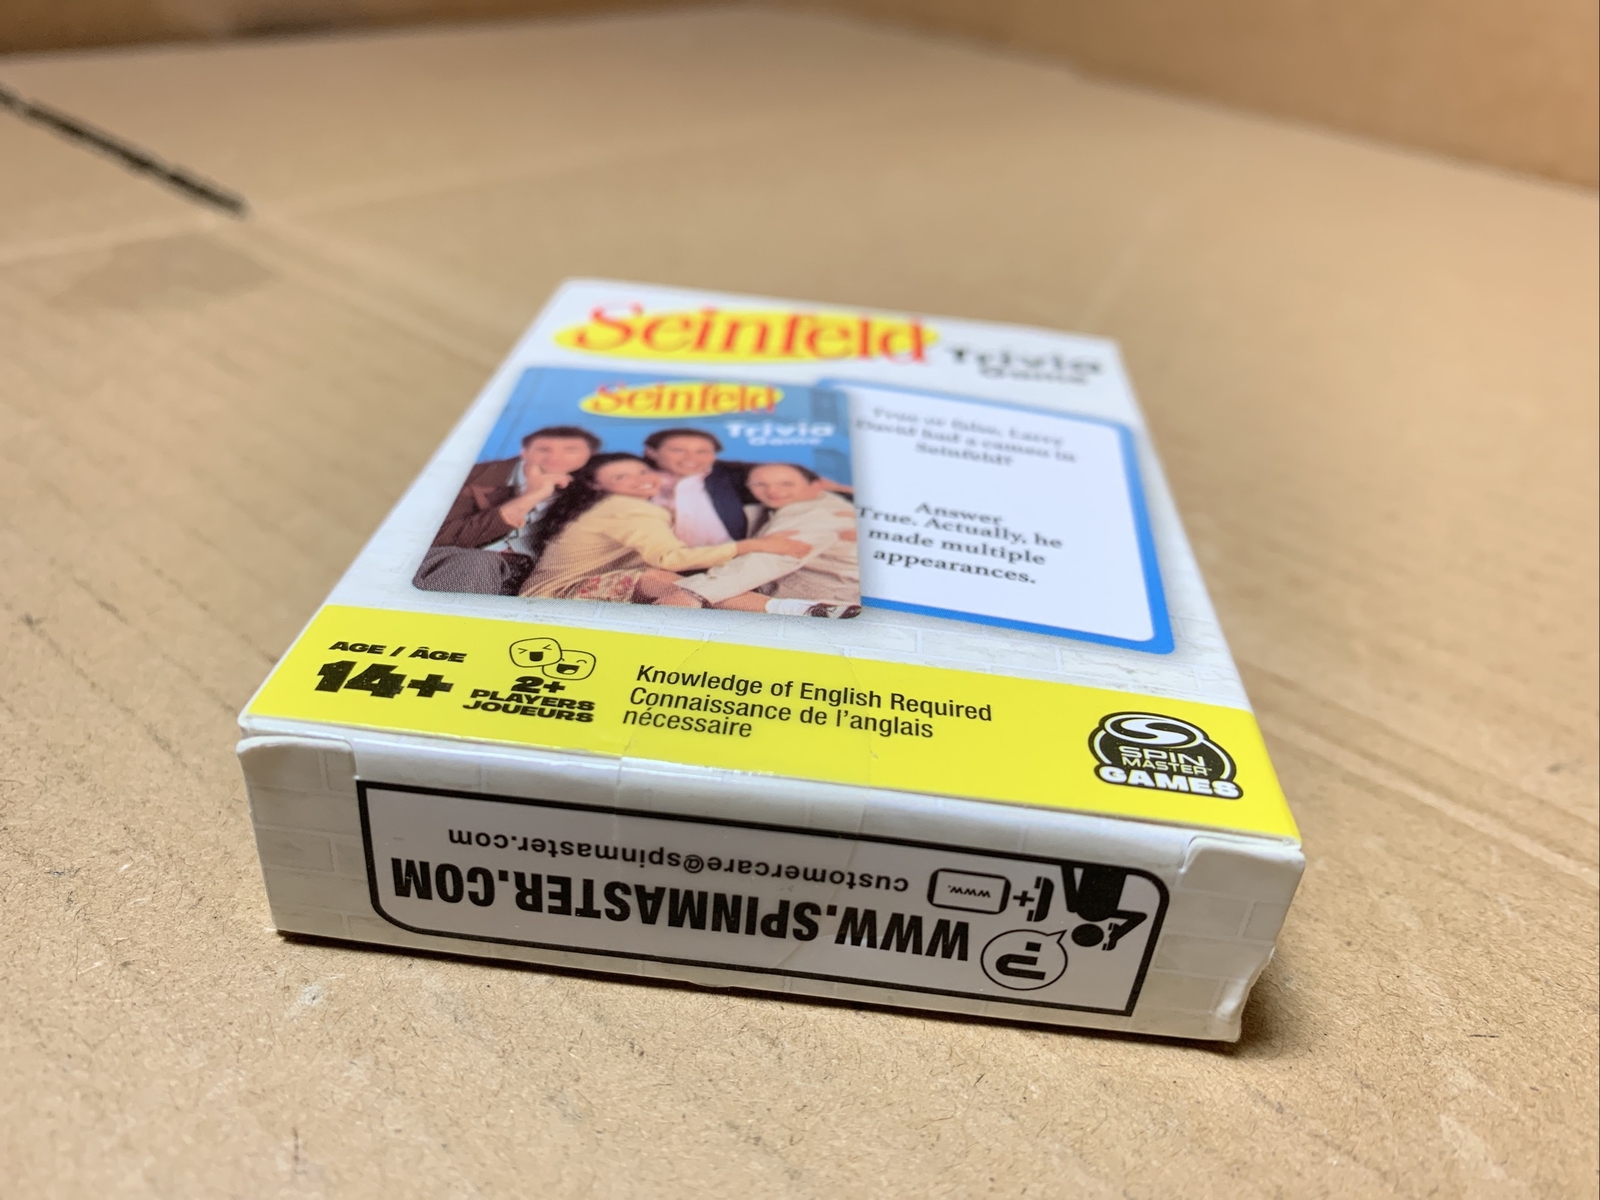 Seinfeld Trivia
Game
Seinfeld
Trivia
Game
True or false, Larry
David had a cameo in
Seinfeld?
Answer
True. Actually, he
made multiple
appearances.
AGE / ÂGE
14+
2+
PLAYERS
JOUEURS
Knowledge of English Required
Connaissance de l'anglais
nécessaire
SPIN
MASTER™
GAMES
WWW.SPINMASTER.COM
customercare@spinmaster.com
www.
+
?